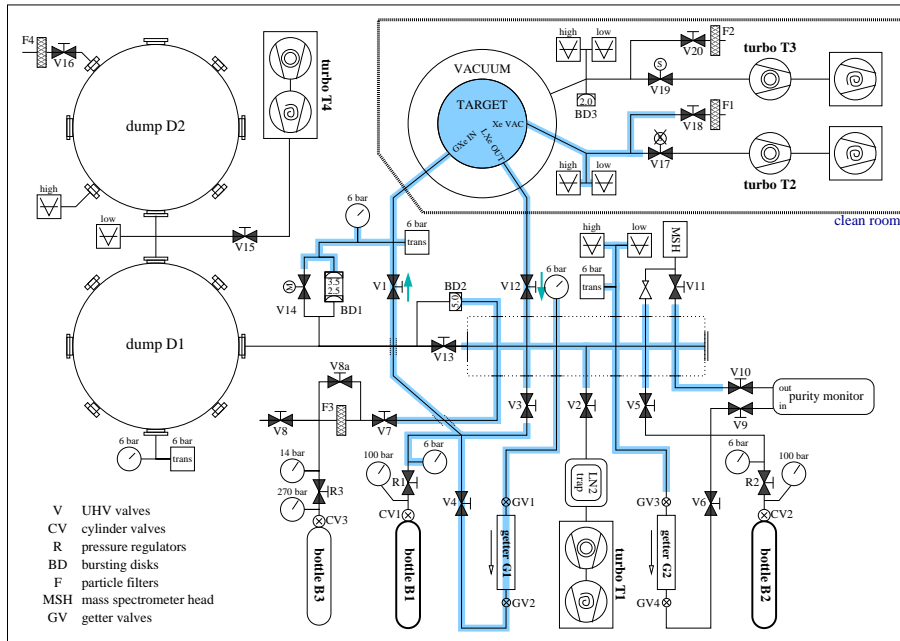 F4
V16
dump D2
turbo T4
high
low
V15
high
low
VACUUM
TARGET
Xe VAC
GXe IN
LXe OUT
2.0
BD3
V20
F2
turbo T3
S
V19
V18
F1
V17
turbo T2
high
low
clean room
6 bar
6 bar
trans
3.5
2.5
M
V14
BD1
V1
BD2
5.0
V12
6 bar
high
low
6 bar
trans
MSH
V11
dump D1
V13
V8a
V8
F3
V7
V3
V2
V5
V10
V9
out
in
purity monitor
6 bar
6 bar
trans
14 bar
270 bar
R3
CV3
bottle B3
100 bar
6 bar
R1
CV1
bottle B1
V4
GV1
getter G1
GV2
LN2
trap
turbo T1
GV3
getter G2
GV4
V6
6 bar
100 bar
R2
CV2
bottle B2
V UHV valves
CV cylinder valves
R pressure regulators
BD bursting disks
F particle filters
MSH mass spectrometer head
GV getter valves